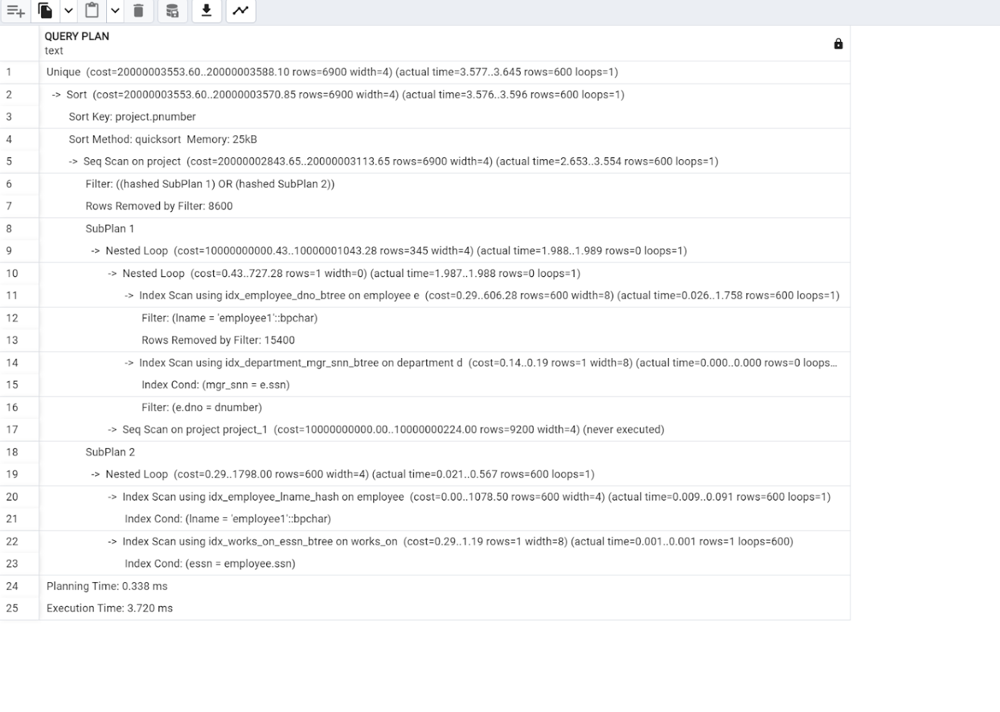 QUERY PLAN
text
1 Unique (cost=20000003553.60..20000003588.10 rows=6900 width=4) (actual time=3.577..3.645 rows=600 loops=1)
2 -> Sort (cost=20000003553.60..20000003570.85 rows=6900 width=4) (actual time=3.576..3.596 rows=600 loops=1)
3 Sort Key: project.pnumber
4 Sort Method: quicksort Memory: 25kB
5 -> Seq Scan on project (cost=20000002843.65..20000003113.65 rows=6900 width=4) (actual time=2.653..3.554 rows=600 loops=1)
6 Filter: ((hashed SubPlan 1) OR (hashed SubPlan 2))
7 Rows Removed by Filter: 8600
8 SubPlan 1
9 -> Nested Loop (cost=10000000000.43..10000001043.28 rows=345 width=4) (actual time=1.988..1.989 rows=0 loops=1)
10 -> Nested Loop (cost=0.43..727.28 rows=1 width=0) (actual time=1.987..1.988 rows=0 loops=1)
11 -> Index Scan using idx_employee_dno_btree on employee e (cost=0.29..606.28 rows=600 width=8) (actual time=0.026..1.758 rows=600 loops=1)
12 Filter: (lname = 'employee1'::bpchar)
13 Rows Removed by Filter: 15400
14 -> Index Scan using idx_department_mgr_snn_btree on department d (cost=0.14..0.19 rows=1 width=8) (actual time=0.000..0.000 rows=0 loops...
15 Index Cond: (mgr_snn = e.ssn)
16 Filter: (e.dno = dnumber)
17 -> Seq Scan on project project_1 (cost=10000000000.00..10000000224.00 rows=9200 width=4) (never executed)
18 SubPlan 2
19 -> Nested Loop (cost=0.29..1798.00 rows=600 width=4) (actual time=0.021..0.567 rows=600 loops=1)
20 -> Index Scan using idx_employee_lname_hash on employee (cost=0.00..1078.50 rows=600 width=4) (actual time=0.009..0.091 rows=600 loops=1)
21 Index Cond: (lname = 'employee1'::bpchar)
22 -> Index Scan using idx_works_on_essn_btree on works_on (cost=0.29..1.19 rows=1 width=8) (actual time=0.001..0.001 rows=1 loops=600)
23 Index Cond: (essn = employee.ssn)
24 Planning Time: 0.338 ms
25 Execution Time: 3.720 ms